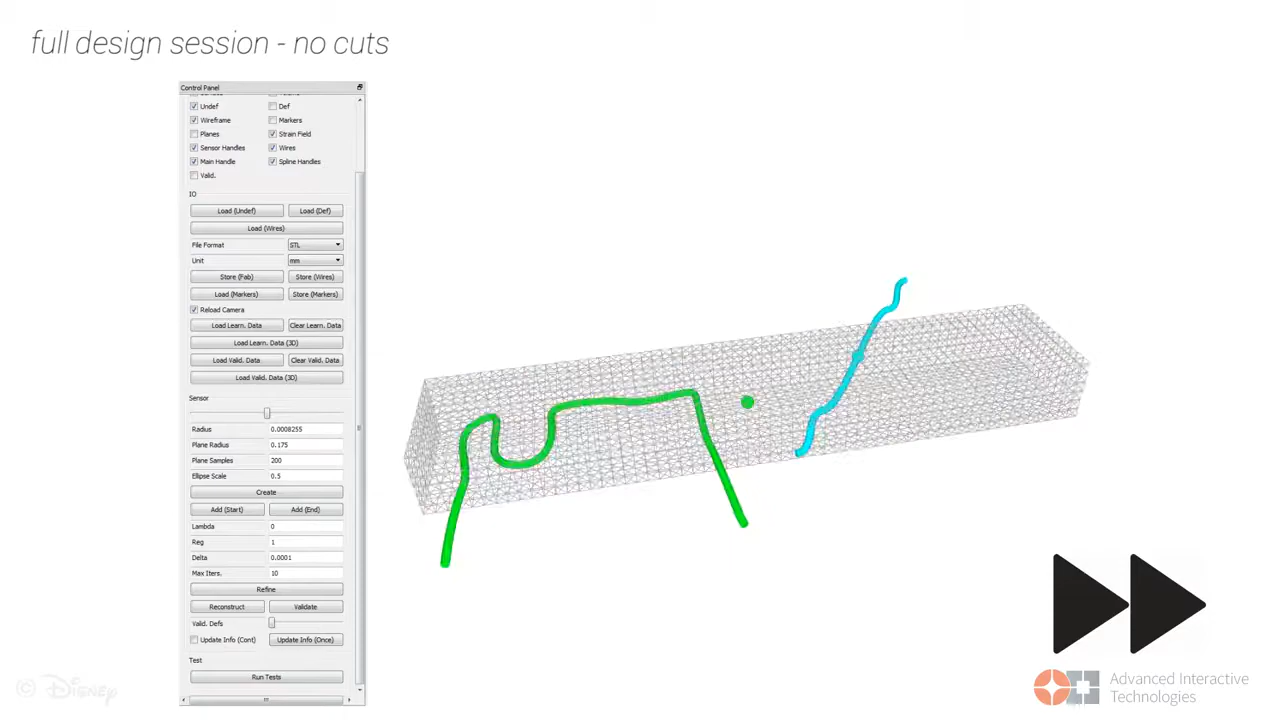 full design session - no cuts
Control Panel
Undef Def
Wireframe Markers
Planes Strain Field
Sensor Handles Wires
Main Handle Spline Handles
Valid.
IO
Load (Undef) Load (Def)
Load (Wires)
File Format STL
Unit mm
Store (Fab) Store (Wires)
Load (Markers) Store (Markers)
Reload Camera
Load Learn. Data Clear Learn. Data
Load Learn. Data (3D)
Load Valid. Data Clear Valid. Data
Load Valid. Data (3D)
Sensor
Radius 0.0008255
Plane Radius 0.175
Plane Samples 200
Ellipse Scale 0.5
Create
Add (Start) Add (End)
Lambda 0
Reg 1
Delta 0.0001
Max Iters. 10
Refine
Reconstruct Validate
Valid. Defs
Update Info (Cont) Update Info (Once)
Test
Run Tests
© Disney
Advanced Interactive
Technologies